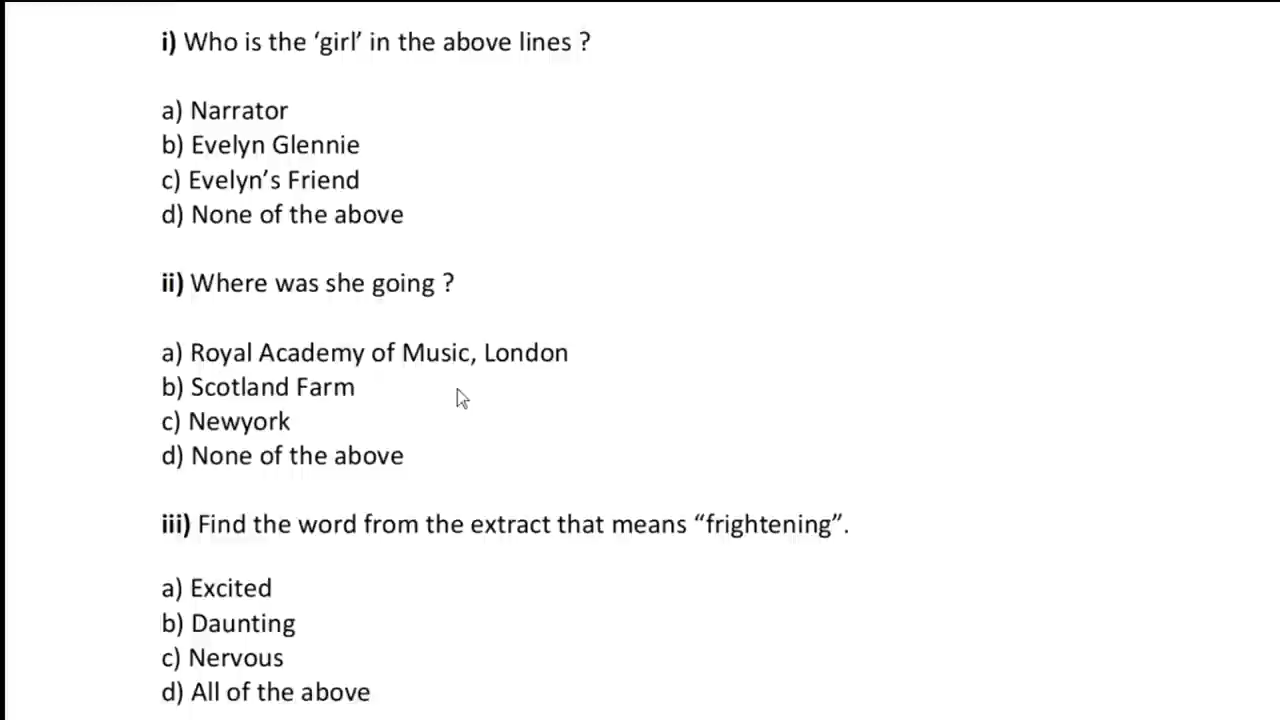 i) Who is the ‘girl’ in the above lines ?
a) Narrator
b) Evelyn Glennie
c) Evelyn’s Friend
d) None of the above
ii) Where was she going ?
a) Royal Academy of Music, London
b) Scotland Farm
c) Newyork
d) None of the above
iii) Find the word from the extract that means “frightening”.
a) Excited
b) Daunting
c) Nervous
d) All of the above